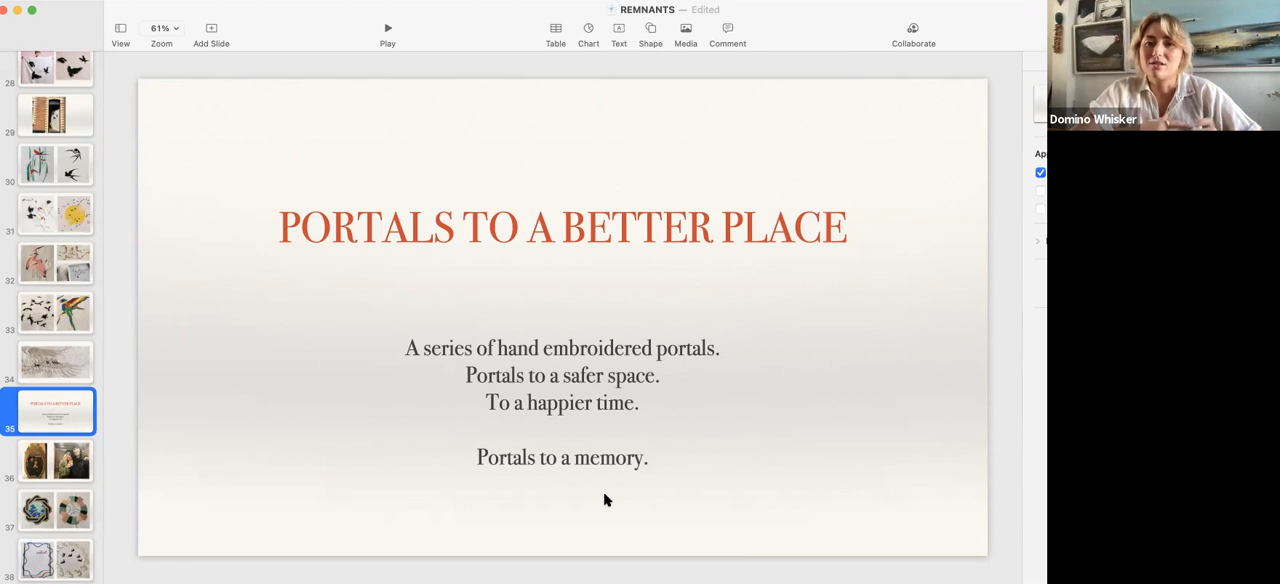 REMNANTS — Edited
61%
View
Zoom
Add Slide
Play
Table
Chart
Text
Shape
Media
Comment
Collaborate
28
29
30
31
32
33
34
35
36
37
38
PORTALS TO A BETTER PLACE
A series of hand embroidered portals.
Portals to a safer space.
To a happier time.
Portals to a memory.
Domino Whisker